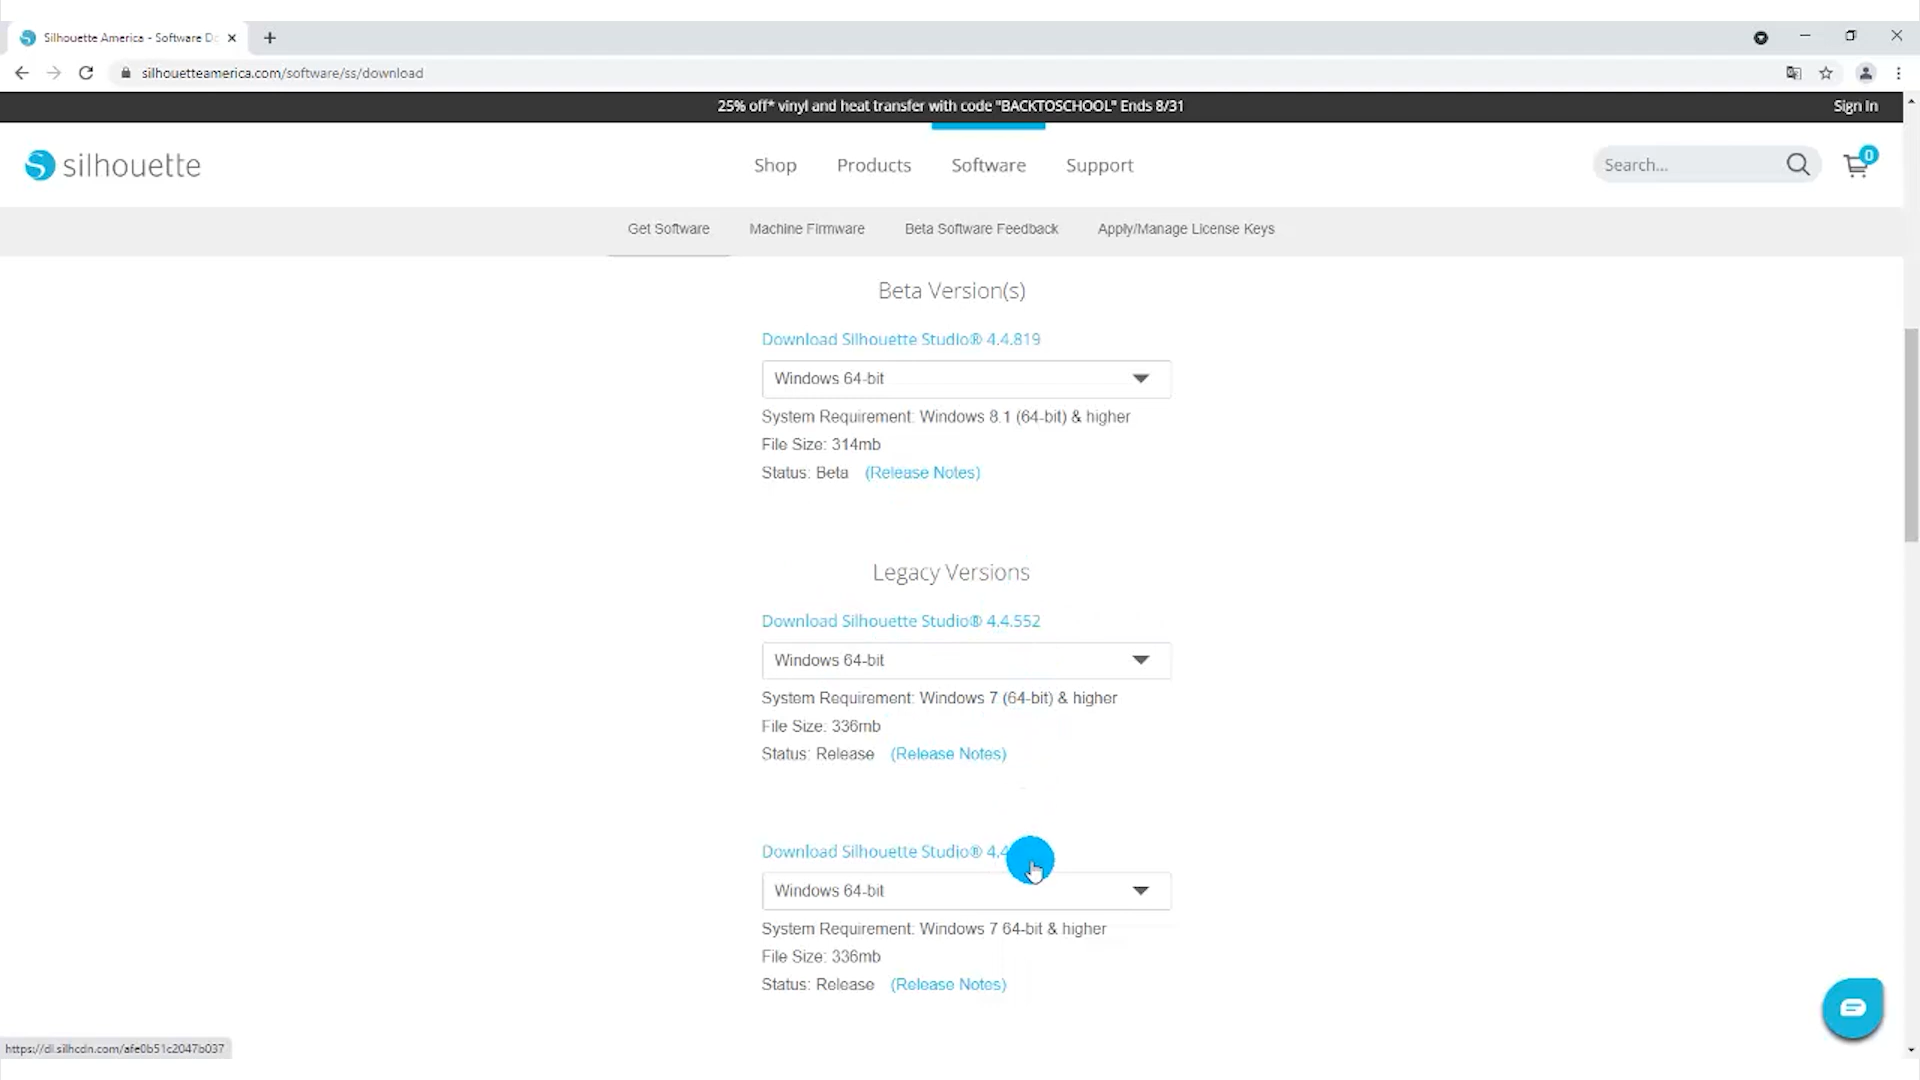 Silhouette America - Software Do
silhouetteamerica.com/software/ss/download
25% off* vinyl and heat transfer with code "BACKTOSCHOOL" Ends 8/31
Sign In
silhouette
Shop
Products
Software
Support
Search...
0
Get Software
Machine Firmware
Beta Software Feedback
Apply/Manage License Keys
Beta Version(s)
Download Silhouette Studio® 4.4.819
Windows 64-bit
System Requirement: Windows 8.1 (64-bit) & higher
File Size: 314mb
Status: Beta (Release Notes)
Legacy Versions
Download Silhouette Studio® 4.4.552
Windows 64-bit
System Requirement: Windows 7 (64-bit) & higher
File Size: 336mb
Status: Release (Release Notes)
Download Silhouette Studio® 4.4
Windows 64-bit
System Requirement: Windows 7 64-bit & higher
File Size: 336mb
Status: Release (Release Notes)
https://dl.silhcdn.com/afe0b51c2047b037